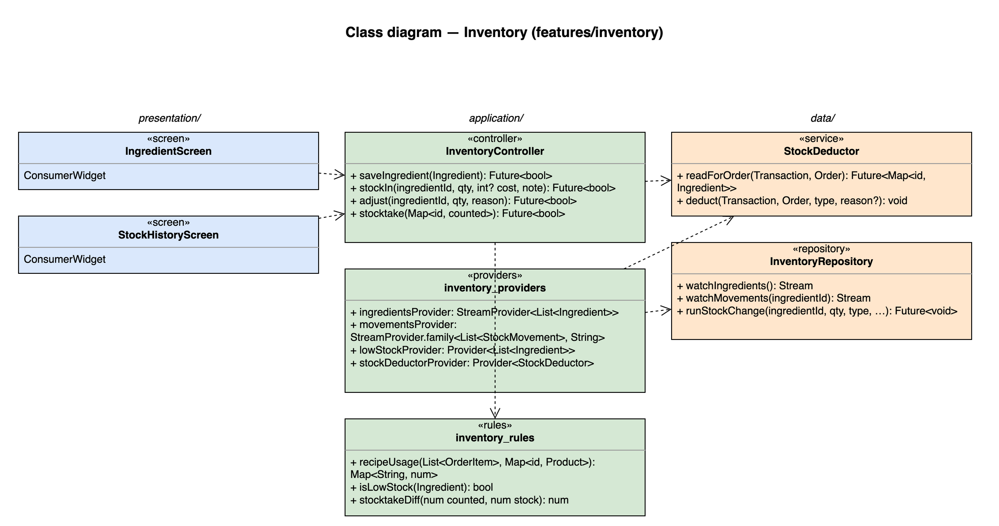 Class diagram — Inventory (features/inventory)
presentation/
application/
data/
«screen»
IngredientScreen
ConsumerWidget
«screen»
StockHistoryScreen
ConsumerWidget
«controller»
InventoryController
+ saveIngredient(Ingredient): Future<bool>
+ stockIn(ingredientId, qty, int? cost, note): Future<bool>
+ adjust(ingredientId, qty, reason): Future<bool>
+ stocktake(Map<id, counted>): Future<bool>
«providers»
inventory_providers
+ ingredientsProvider: StreamProvider<List<Ingredient>>
+ movementsProvider:
StreamProvider.family<List<StockMovement>, String>
+ lowStockProvider: Provider<List<Ingredient>>
+ stockDeductorProvider: Provider<StockDeductor>
«rules»
inventory_rules
+ recipeUsage(List<OrderItem>, Map<id, Product>):
Map<String, num>
+ isLowStock(Ingredient): bool
+ stocktakeDiff(num counted, num stock): num
«service»
StockDeductor
+ readForOrder(Transaction, Order): Future<Map<id,
Ingredient>>
+ deduct(Transaction, Order, type, reason?): void
«repository»
InventoryRepository
+ watchIngredients(): Stream
+ watchMovements(ingredientId): Stream
+ runStockChange(ingredientId, qty, type, …): Future<void>